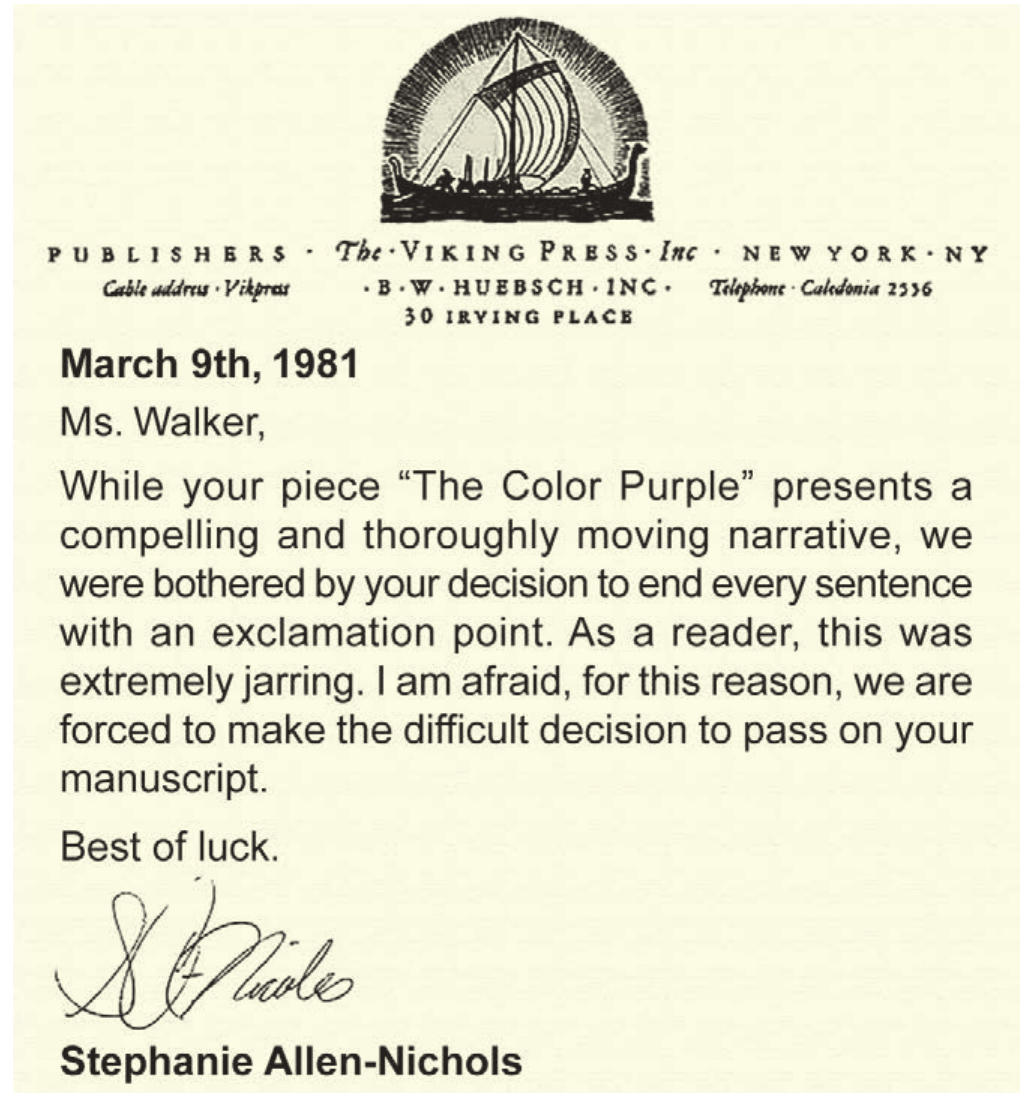 PUBLISHERS · The · VIKING PRESS · Inc · NEW YORK · NY
Cable address · Vikpress · B · W · HUEBSCH · INC · Telephone · Caledonia 2536
30 IRVING PLACE
March 9th, 1981
Ms. Walker,
While your piece “The Color Purple” presents a
compelling and thoroughly moving narrative, we
were bothered by your decision to end every sentence
with an exclamation point. As a reader, this was
extremely jarring. I am afraid, for this reason, we are
forced to make the difficult decision to pass on your
manuscript.
Best of luck.
Stephanie Allen-Nichols